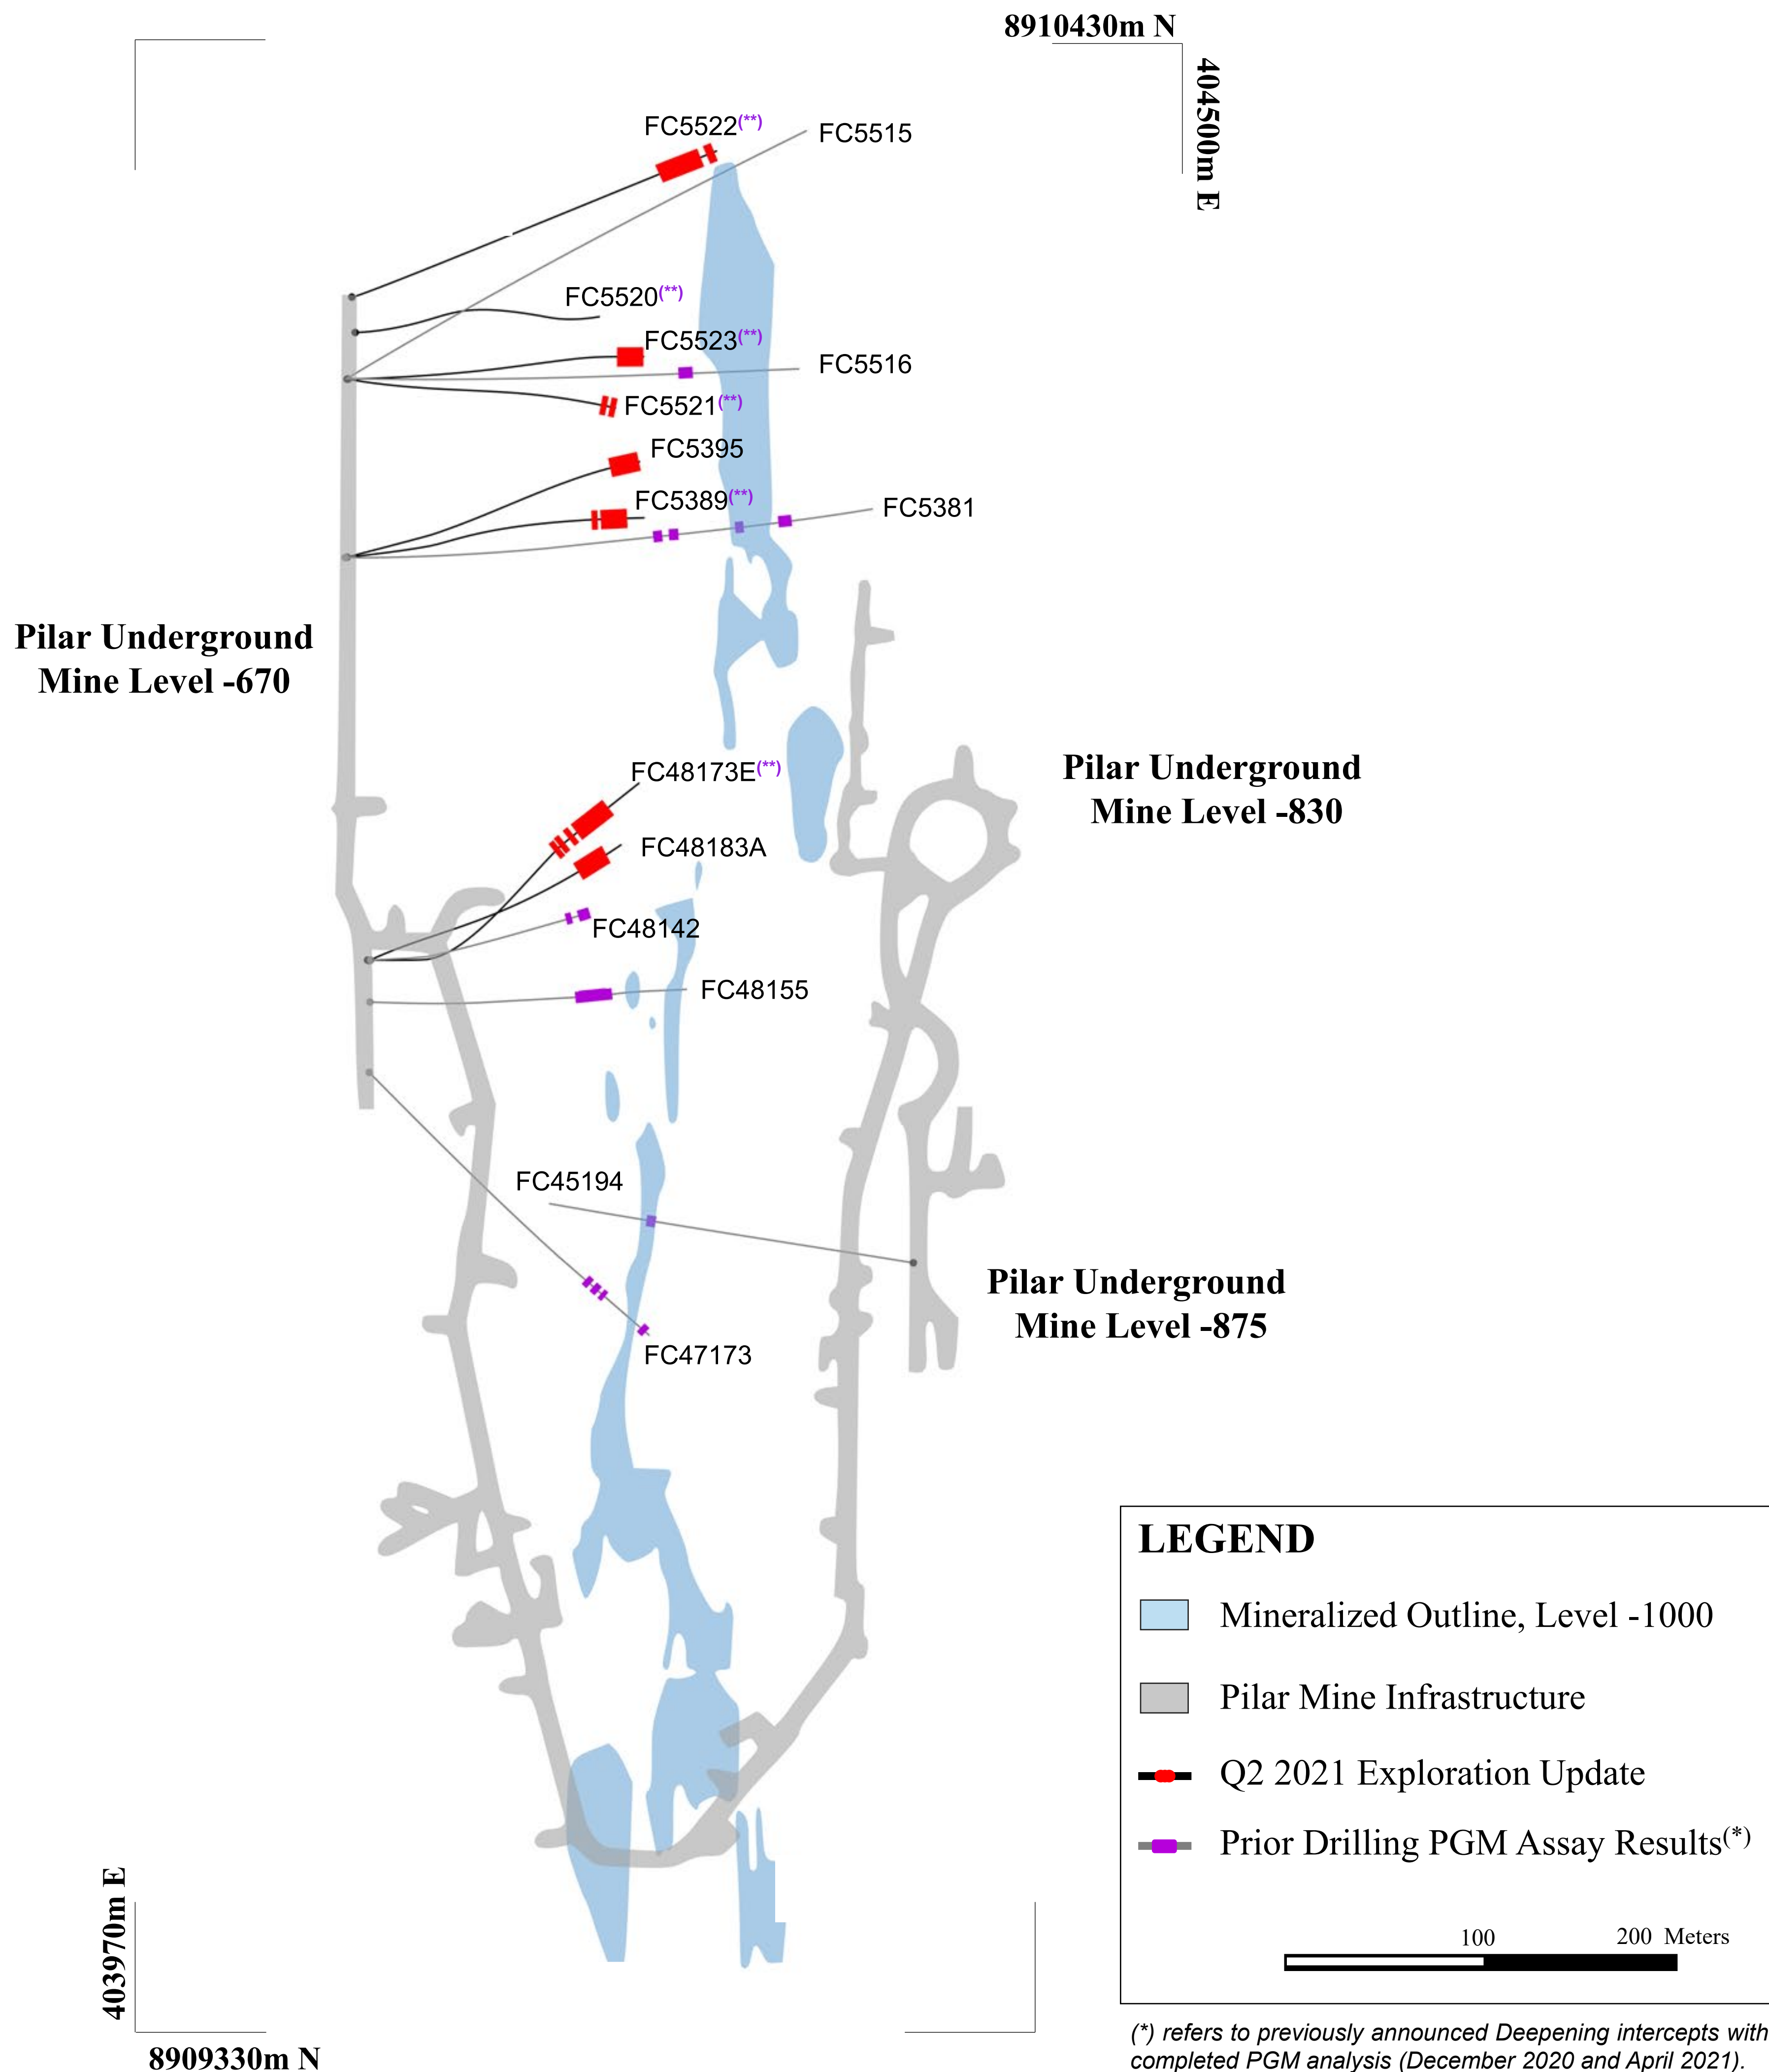 8910430m N
404500m E
FC5522(**)
FC5515
FC5520(**)
FC5523(**)
FC5516
FC5521(**)
FC5395
FC5389(**)
FC5381
Pilar Underground
Mine Level -670
FC48173E(**)
Pilar Underground
Mine Level -830
FC48183A
FC48142
FC48155
FC45194
Pilar Underground
Mine Level -875
FC47173
LEGEND
Mineralized Outline, Level -1000
Pilar Mine Infrastructure
Q2 2021 Exploration Update
Prior Drilling PGM Assay Results(*)
100 200 Meters
403970m E
8909330m N
(*) refers to previously announced Deepening intercepts with
completed PGM analysis (December 2020 and April 2021).